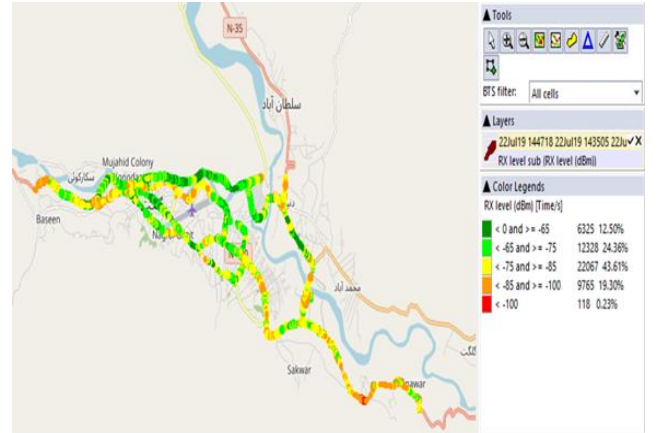 N-35
سلطان آباد
Mujahid Colony
سکارکوئی
Baseen
محمد آباد
گلگت
Sakwar
Tools
BTS filter: All cells
Layers
22Jul19 144718 22Jul19 143505 22Ju
RX level sub (RX level (dBm))
Color Legends
RX level (dBm) [Time/s]
< 0 and >= -65 6325 12.50%
< -65 and >= -75 12328 24.36%
< -75 and >= -85 22067 43.61%
< -85 and >= -100 9765 19.30%
< -100 118 0.23%